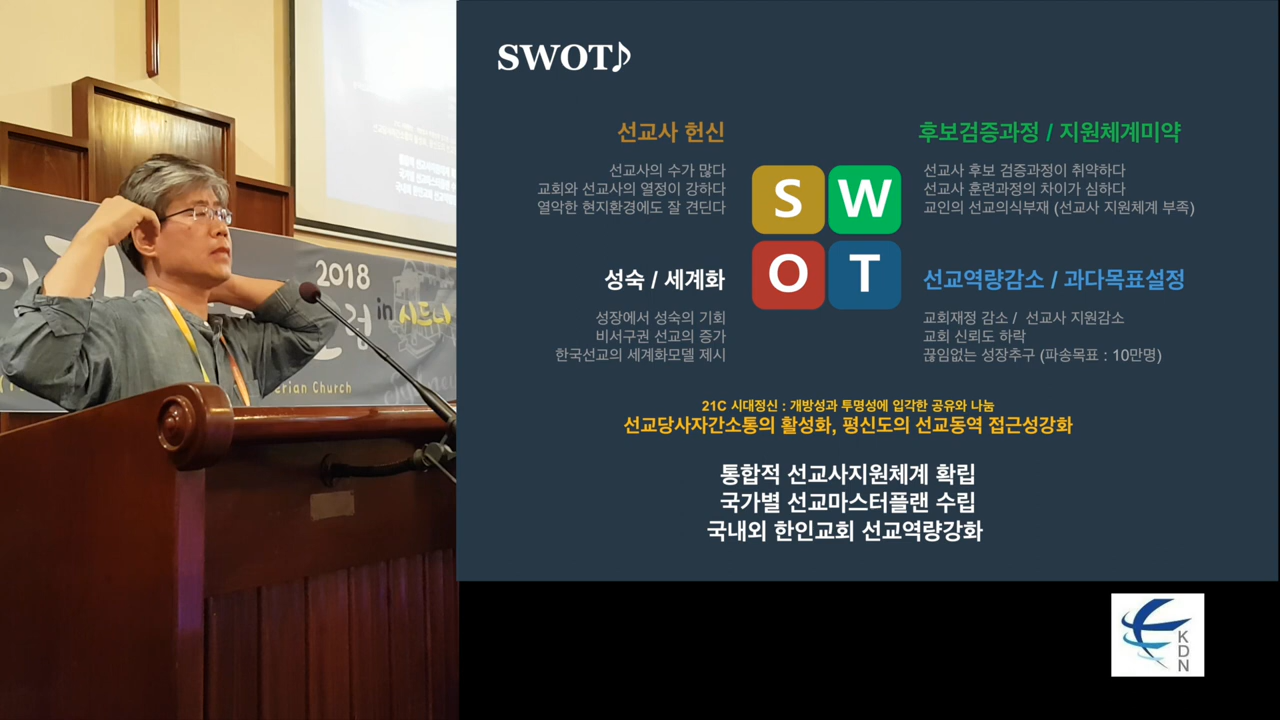 SWOT♪
선교사 헌신
선교사의 수가 많다
교회와 선교사의 열정이 강하다
열악한 현지환경에도 잘 견딘다
후보검증과정 / 지원체계미약
선교사 후보 검증과정이 취약하다
선교사 훈련과정의 차이가 심하다
교인의 선교의식부재 (선교사 지원체계 부족)
S W
O T
성숙 / 세계화
성장에서 성숙의 기회
비서구권 선교의 증가
한국선교의 세계화모델 제시
선교역량감소 / 과다목표설정
교회재정 감소 / 선교사 지원감소
교회 신뢰도 하락
끊임없는 성장추구 (파송목표 : 10만명)
21C 시대정신 : 개방성과 투명성에 입각한 공유와 나눔
선교당사자간소통의 활성화, 평신도의 선교동역 접근성강화
통합적 선교사지원체계 확립
국가별 선교마스터플랜 수립
국내외 한인교회 선교역량강화
2018
in 시드니
Church
KDN